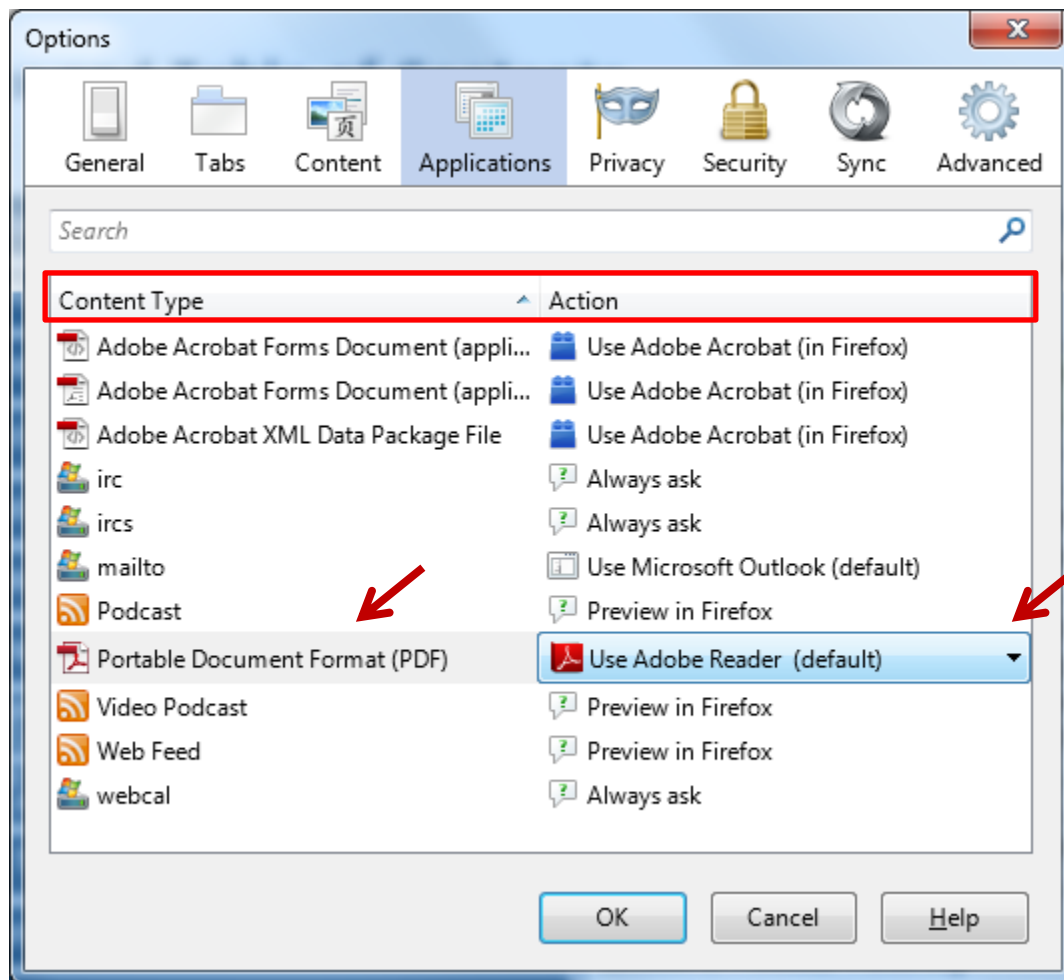 Options
General Tabs Content Applications Privacy Security Sync Advanced
页
Search
Content Type Action
Adobe Acrobat Forms Document (appli... Use Adobe Acrobat (in Firefox)
Adobe Acrobat Forms Document (appli... Use Adobe Acrobat (in Firefox)
Adobe Acrobat XML Data Package File Use Adobe Acrobat (in Firefox)
irc Always ask
ircs Always ask
mailto Use Microsoft Outlook (default)
Podcast Preview in Firefox
Portable Document Format (PDF) Use Adobe Reader (default)
Video Podcast Preview in Firefox
Web Feed Preview in Firefox
webcal Always ask
OK Cancel Help